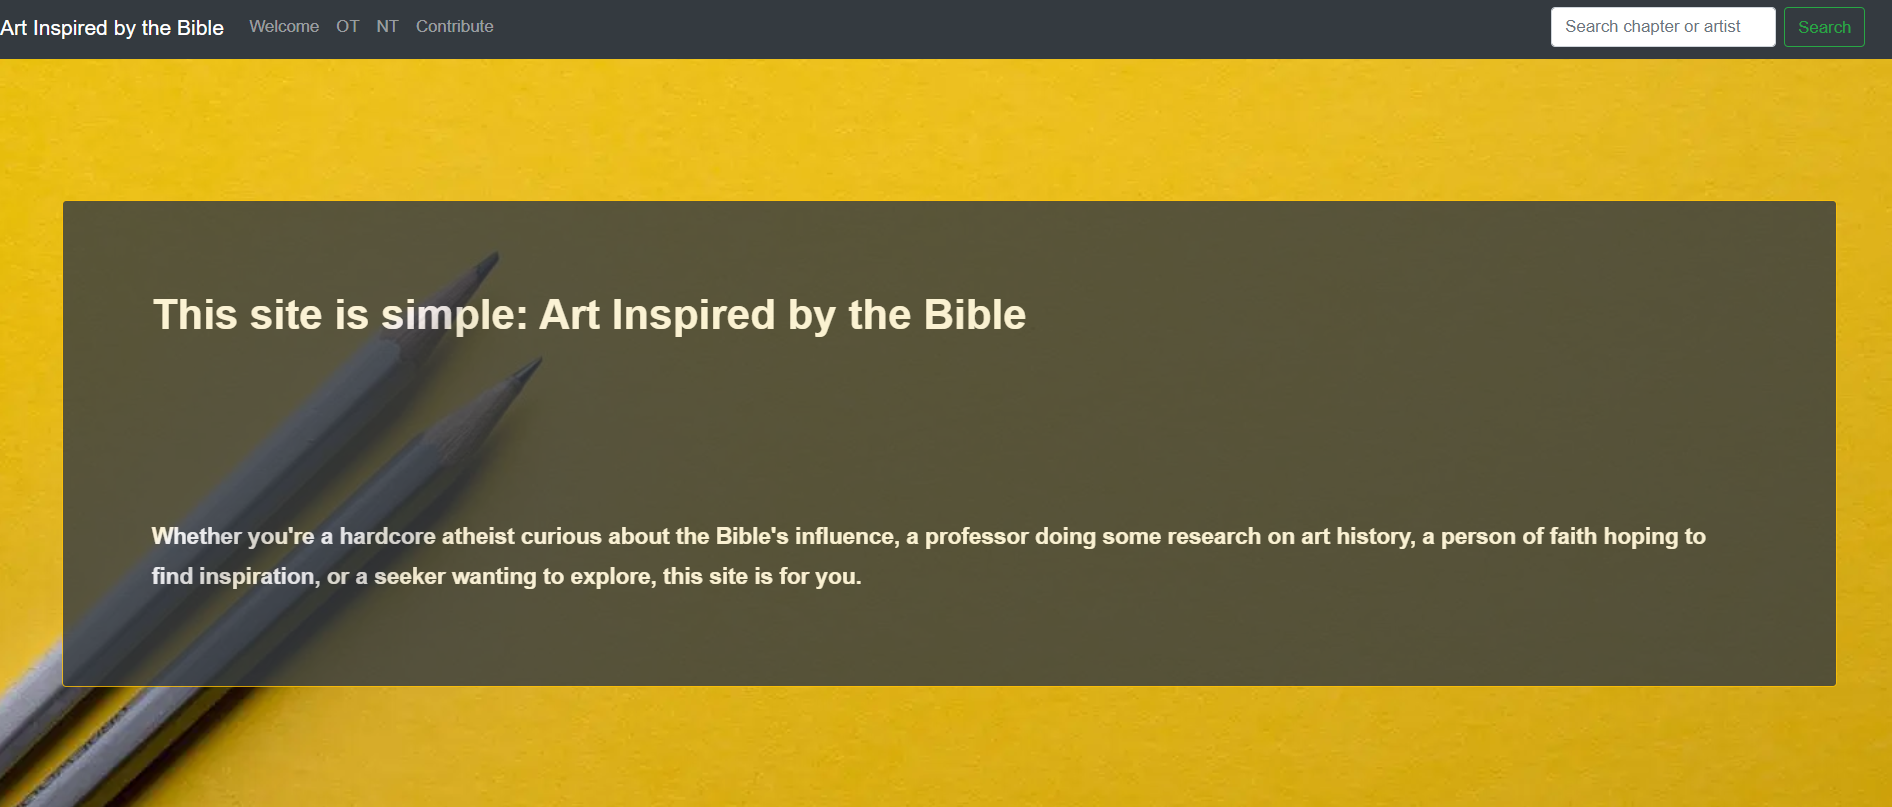 Art Inspired by the Bible
Welcome
OT
NT
Contribute
Search chapter or artist
Search
This site is simple: Art Inspired by the Bible
Whether you're a hardcore atheist curious about the Bible's influence, a professor doing some research on art history, a person of faith hoping to
find inspiration, or a seeker wanting to explore, this site is for you.